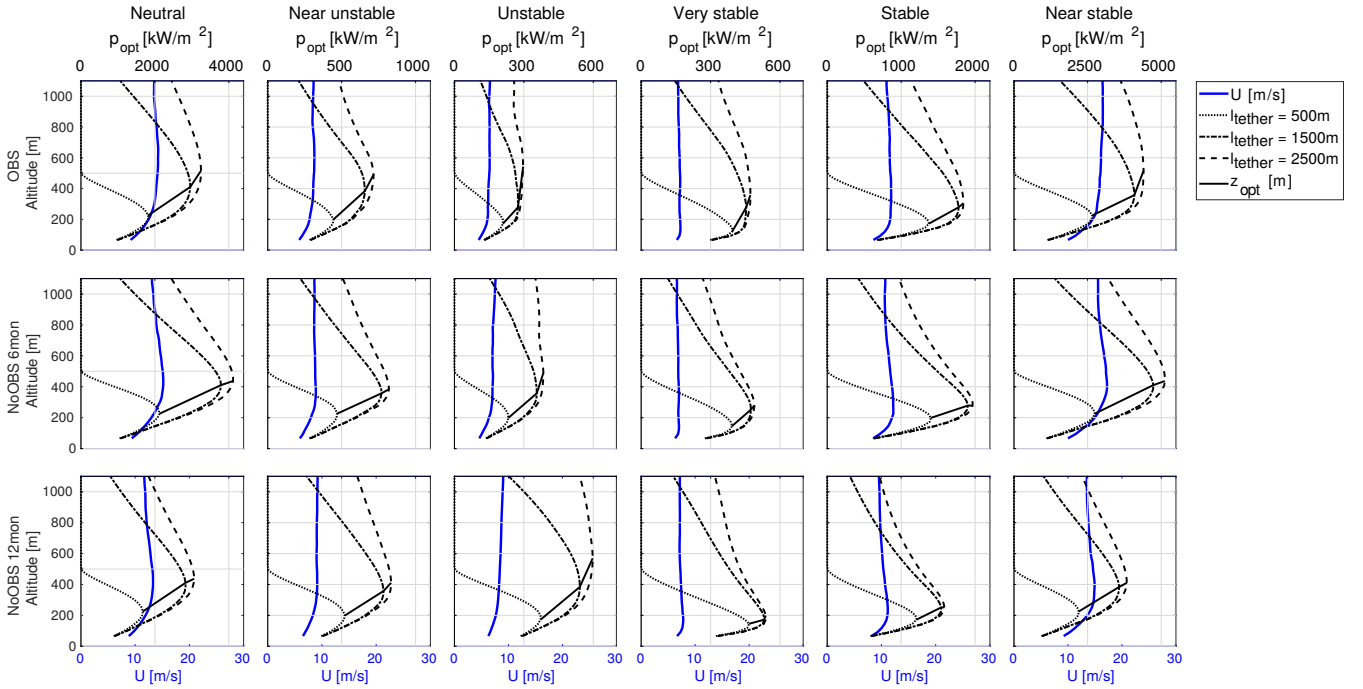 Neutral Near unstable Unstable Very stable Stable Near stable
p_opt [kW/m ²] p_opt [kW/m ²] p_opt [kW/m ²] p_opt [kW/m ²] p_opt [kW/m ²] p_opt [kW/m ²]
0 2000 4000 0 500 1000 0 300 600 0 300 600 0 1000 2000 0 2500 5000
U [m/s]
l_tether = 500m
l_tether = 1500m
l_tether = 2500m
z_opt [m]
OBS
Altitude [m]
1000
800
600
400
200
0
NoOBS 6mon
Altitude [m]
1000
800
600
400
200
0
NoOBS 12mon
Altitude [m]
1000
800
600
400
200
0
0 10 20 30 0 10 20 30 0 10 20 30 0 10 20 30 0 10 20 30 0 10 20 30
U [m/s] U [m/s] U [m/s] U [m/s] U [m/s] U [m/s]